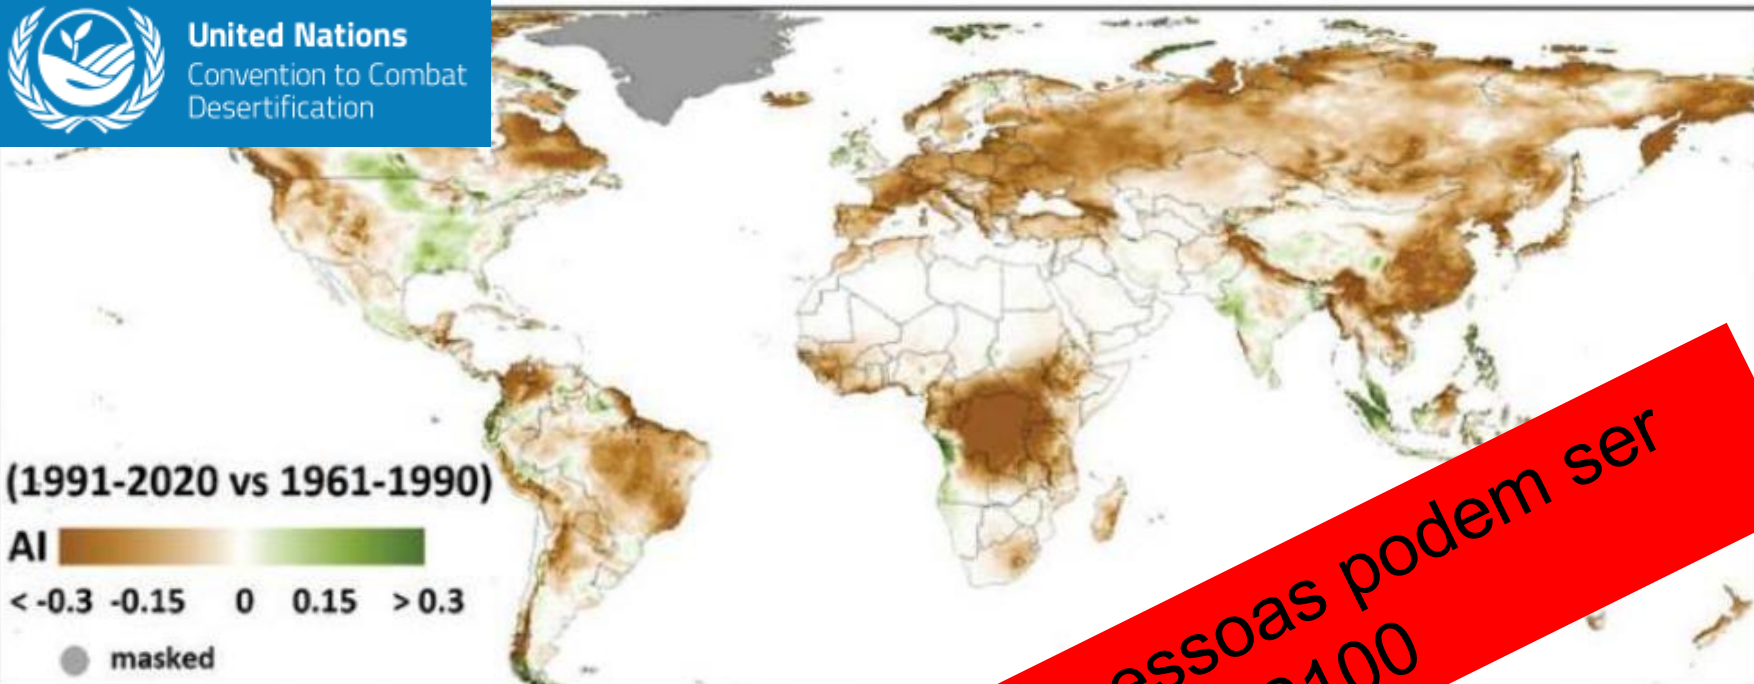 United Nations
Convention to Combat
Desertification
(1991-2020 vs 1961-1990)
AI
< -0.3 -0.15 0 0.15 > 0.3
masked
podem ser